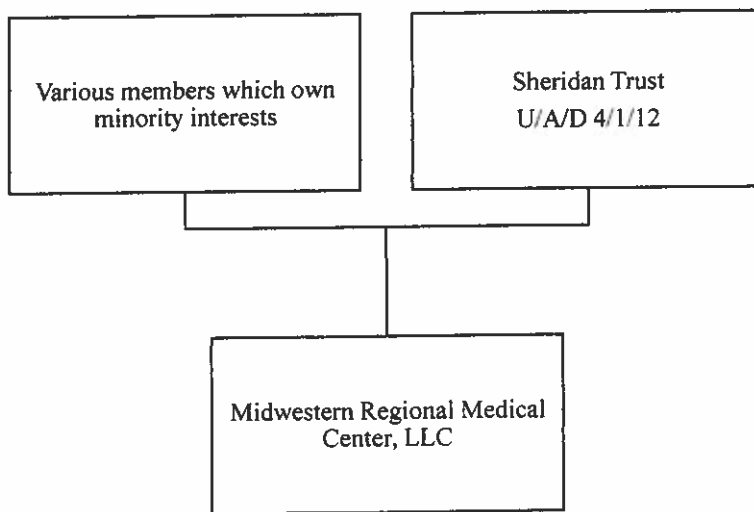 Various members which own
minority interests
Sheridan Trust
U/A/D 4/1/12
Midwestern Regional Medical
Center, LLC